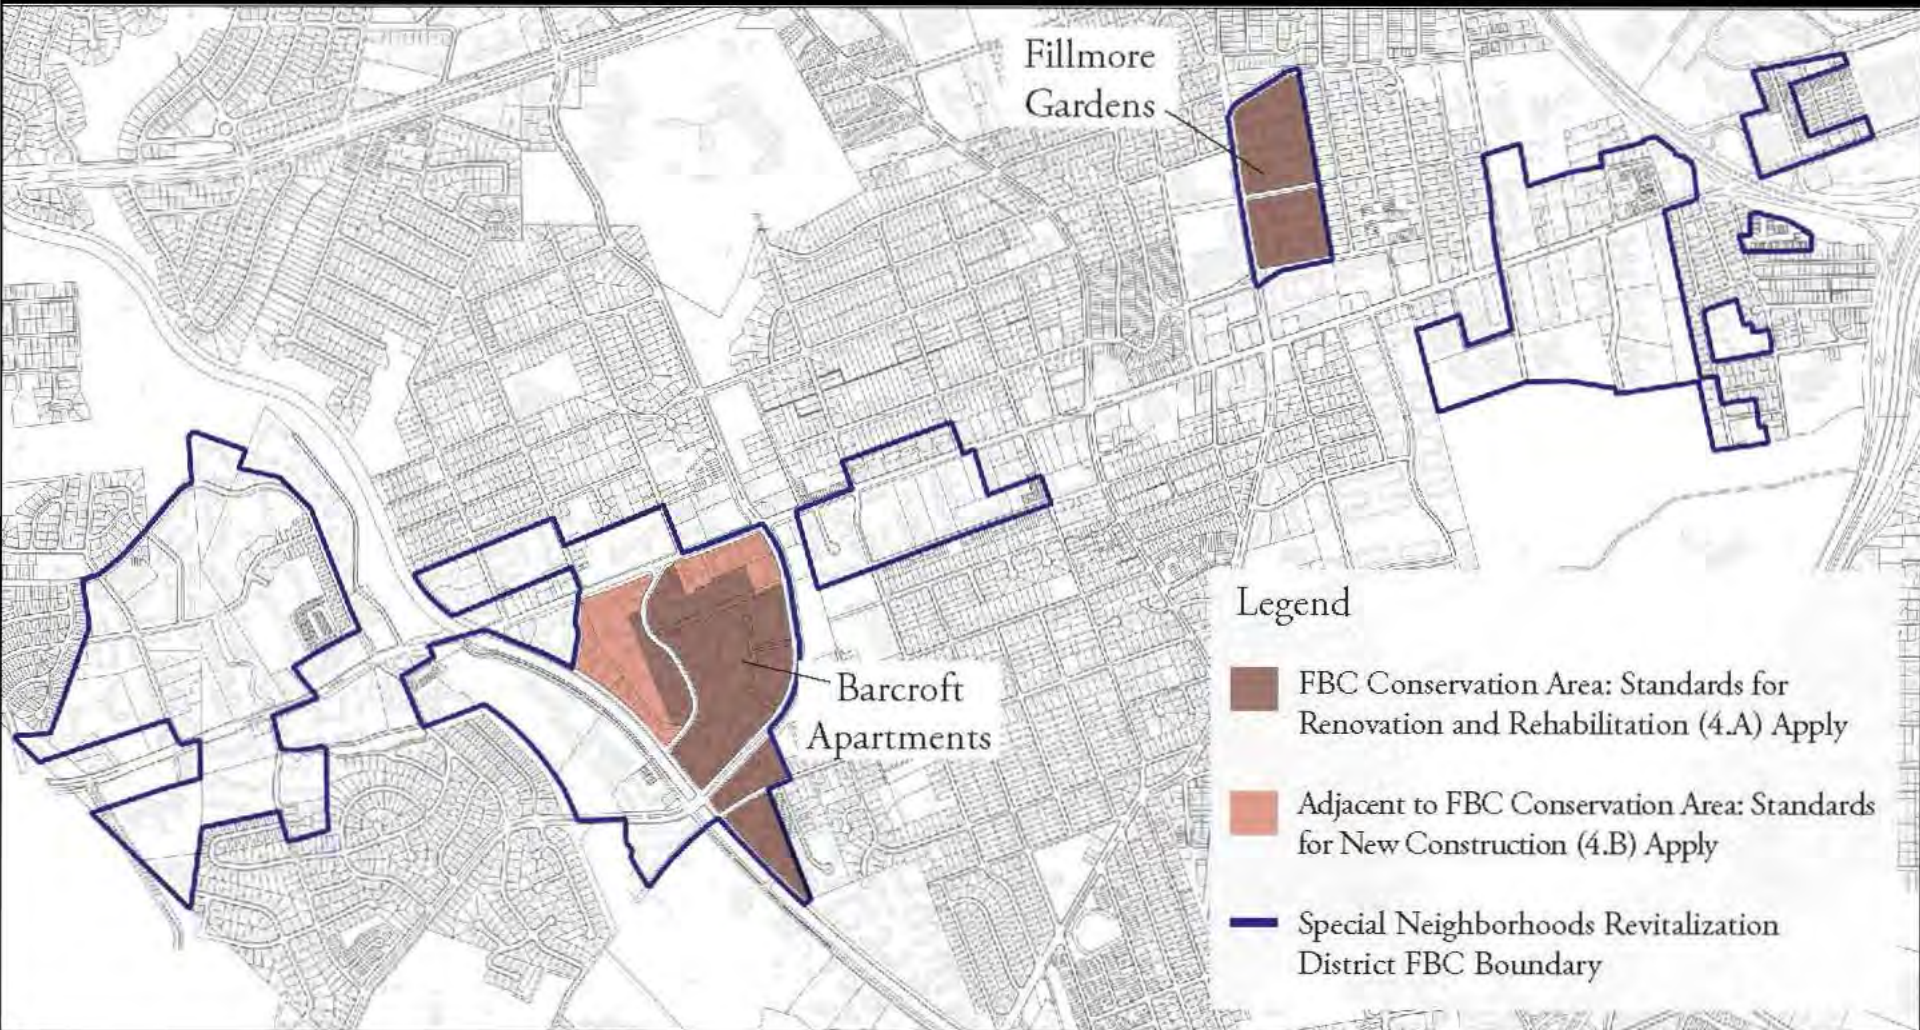 Fillmore
Gardens
Barcroft
Apartments
Legend
FBC Conservation Area: Standards for
Renovation and Rehabilitation (4.A) Apply
Adjacent to FBC Conservation Area: Standards
for New Construction (4.B) Apply
Special Neighborhoods Revitalization
District FBC Boundary